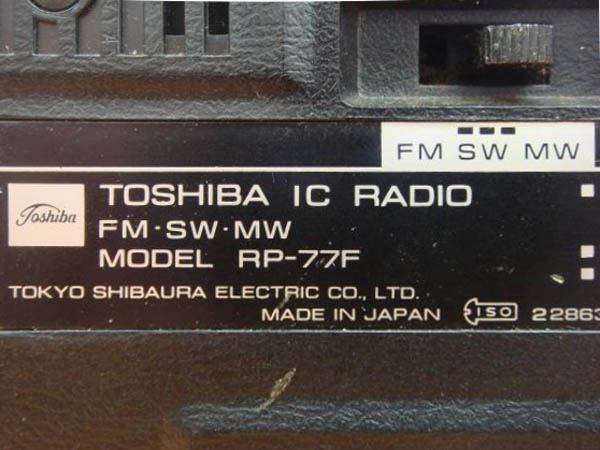 FM SW MW
Toshiba
TOSHIBA IC RADIO
FM·SW·MW
MODEL RP-77F
TOKYO SHIBAURA ELECTRIC CO., LTD.
MADE IN JAPAN ISO 22863